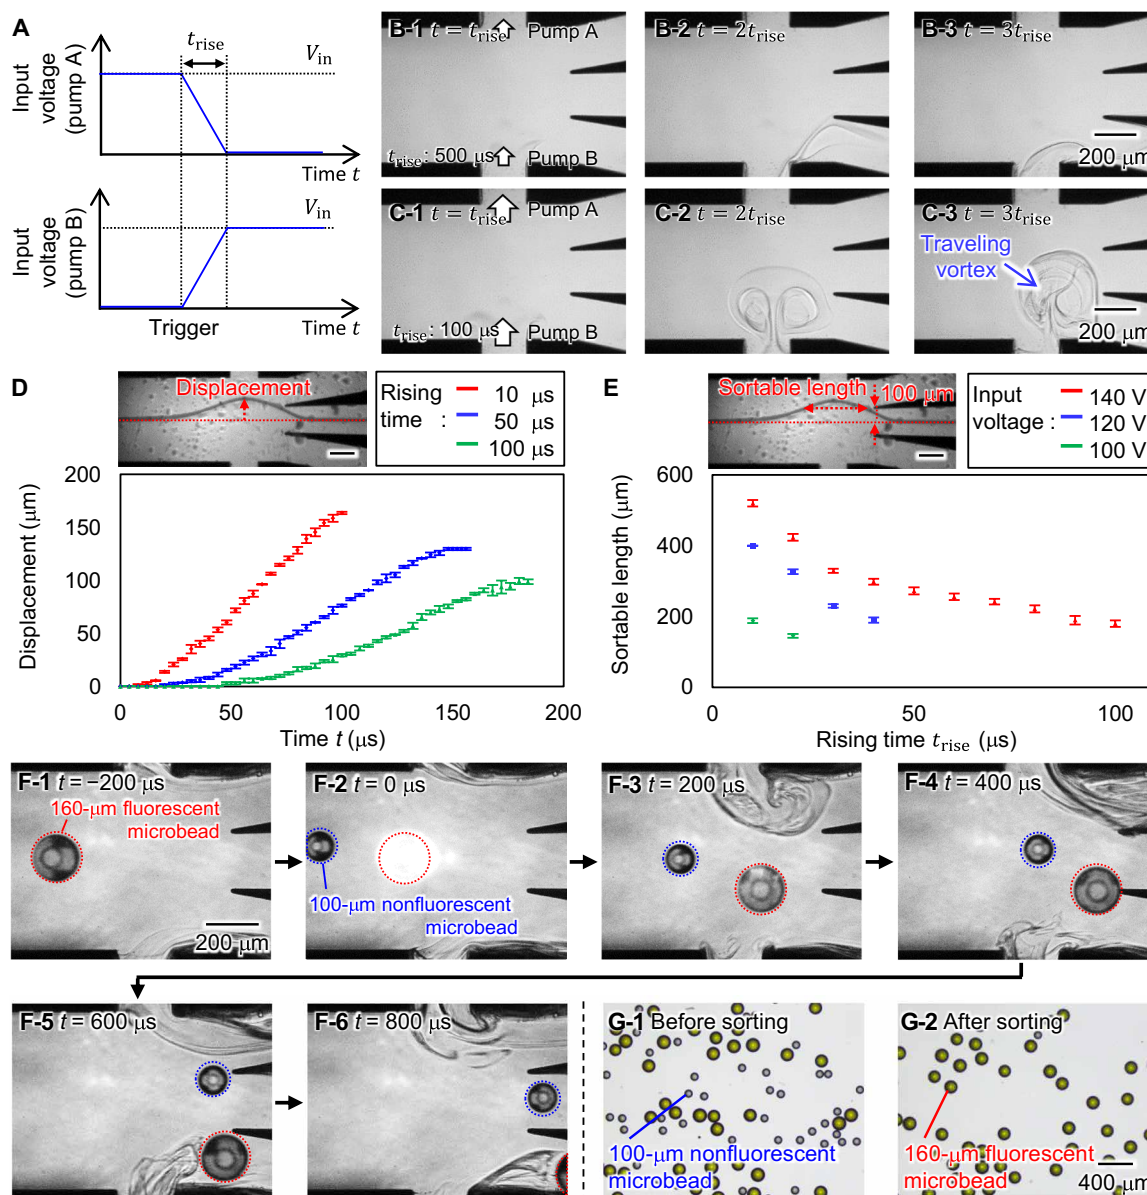 A
Input
voltage
(pump A)
t_rise
V_in
Time t
Input
voltage
(pump B)
V_in
Trigger
Time t
B-1 t = t_rise
Pump A
t_rise: 500 μs
Pump B
B-2 t = 2t_rise
B-3 t = 3t_rise
200 μm
C-1 t = t_rise
Pump A
t_rise: 100 μs
Pump B
C-2 t = 2t_rise
C-3 t = 3t_rise
Traveling
vortex
200 μm
D
Displacement
Rising
time :
10 μs
50 μs
100 μs
Displacement (μm)
200
150
100
50
0
0 50 100 150 200
Time t (μs)
E
Sortable length
100 μm
Input
voltage :
140 V
120 V
100 V
Sortable length (μm)
600
400
200
0
0 50 100
Rising time t_rise (μs)
F-1 t = −200 μs
160-μm fluorescent
microbead
200 μm
F-2 t = 0 μs
100-μm nonfluorescent
microbead
F-3 t = 200 μs
F-4 t = 400 μs
F-5 t = 600 μs
F-6 t = 800 μs
G-1 Before sorting
100-μm nonfluorescent
microbead
G-2 After sorting
160-μm fluorescent
microbead
400 μm